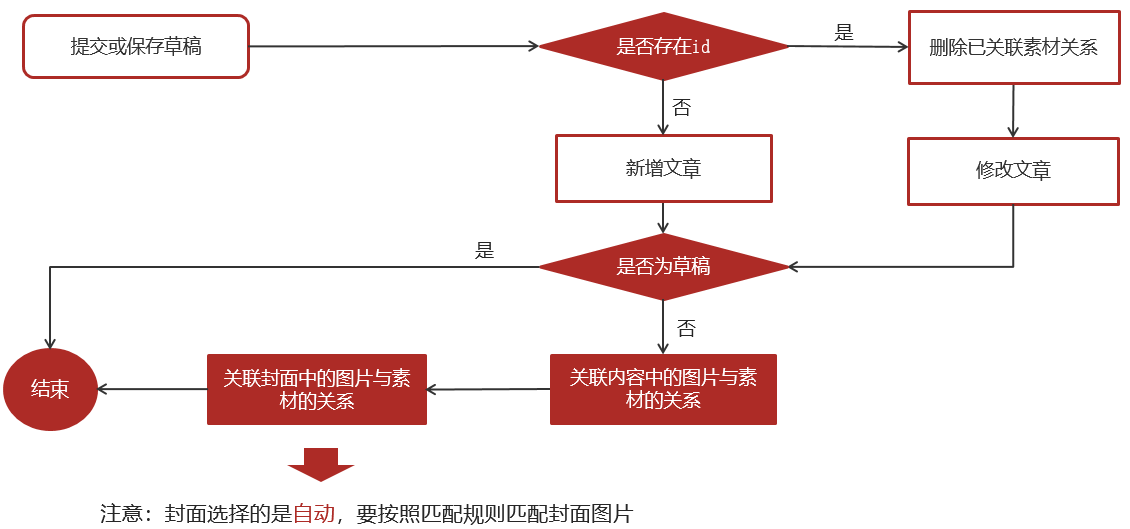 提交或保存草稿
是否存在id
是
删除已关联素材关系
否
新增文章
修改文章
是
是否为草稿
否
结束
关联封面中的图片与素
材的关系
关联内容中的图片与素
材的关系
注意：封面选择的是自动，要按照匹配规则匹配封面图片